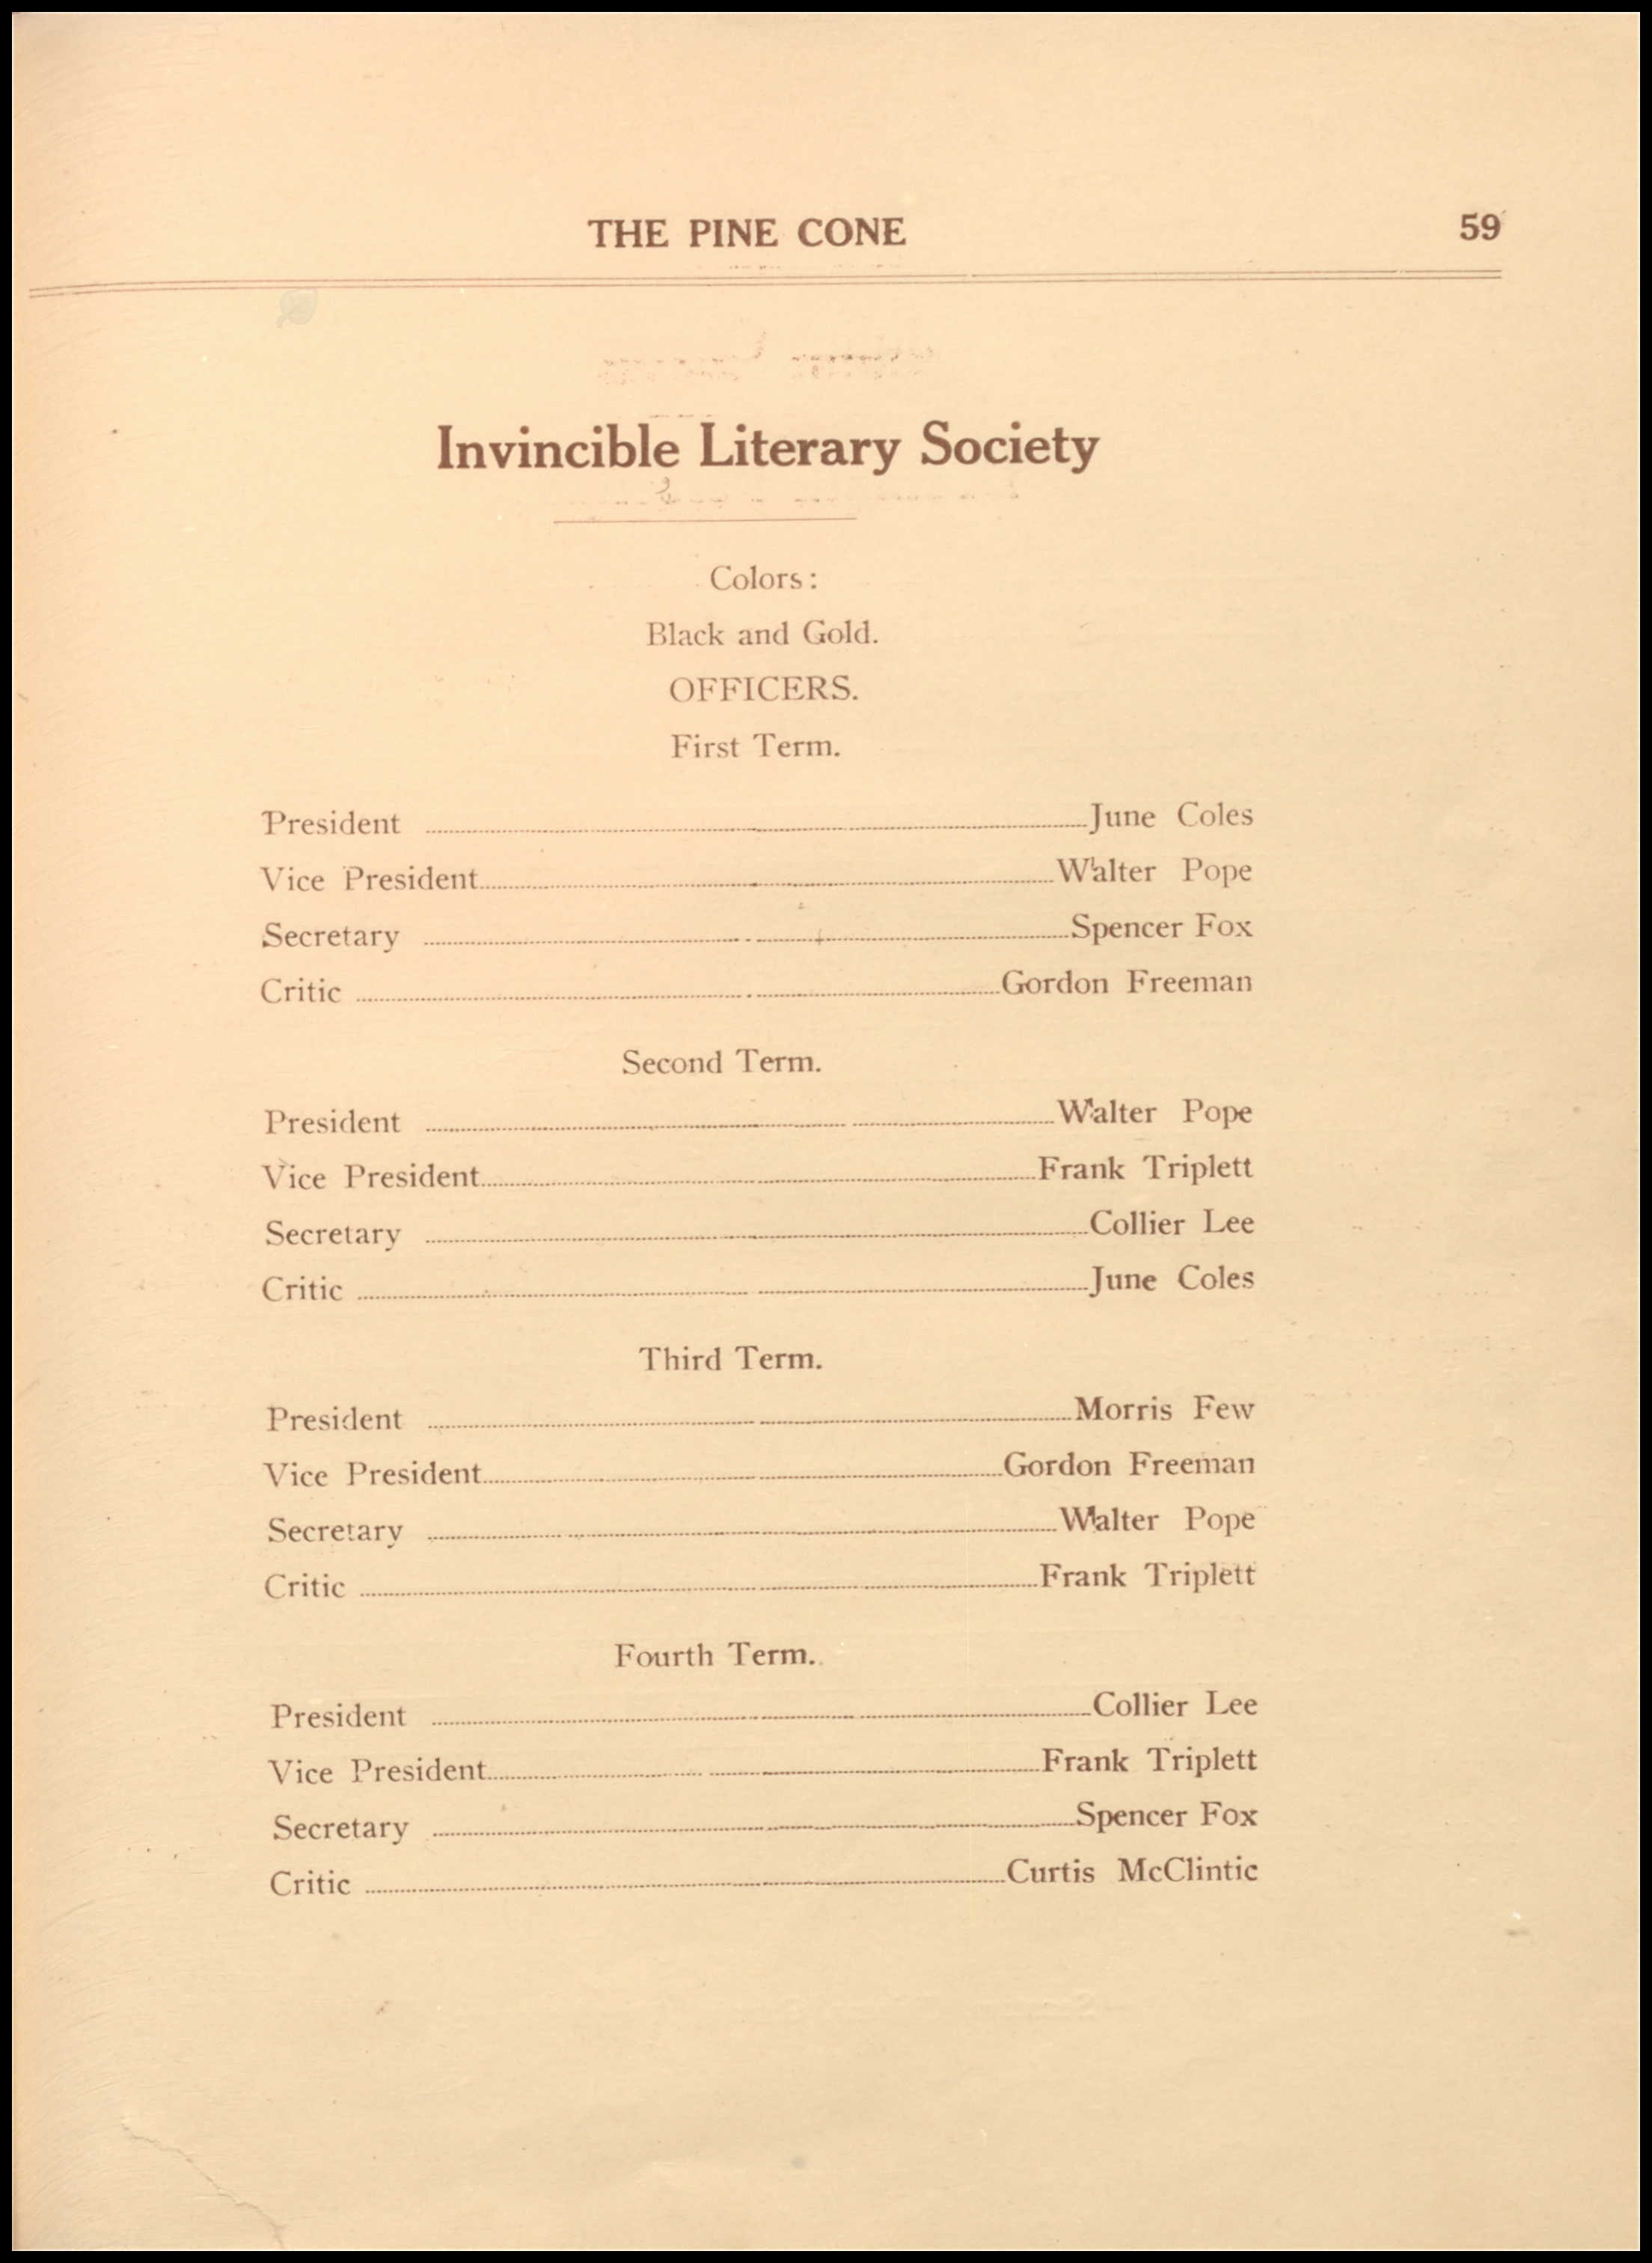 THE PINE CONE 59
Invincible Literary Society
Colors:
Black and Gold.
OFFICERS.
First Term.
President ........ June Coles
Vice President ........ Walter Pope
Secretary ........ Spencer Fox
Critic ........ Gordon Freeman
Second Term.
President ........ Walter Pope
Vice President ........ Frank Triplett
Secretary ........ Collier Lee
Critic ........ June Coles
Third Term.
President ........ Morris Few
Vice President ........ Gordon Freeman
Secretary ........ Walter Pope
Critic ........ Frank Triplett
Fourth Term.
President ........ Collier Lee
Vice President ........ Frank Triplett
Secretary ........ Spencer Fox
Critic ........ Curtis McClintic